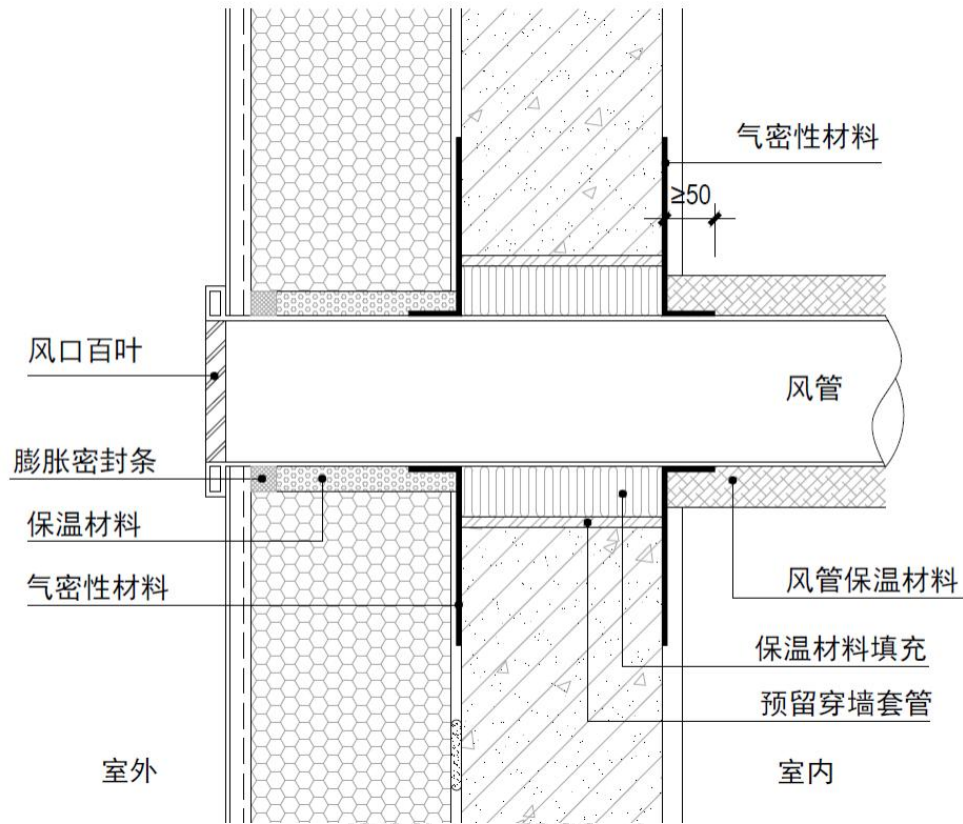 气密性材料
≥50
风口百叶
风管
膨胀密封条
保温材料
气密性材料
风管保温材料
保温材料填充
预留穿墙套管
室外
室内